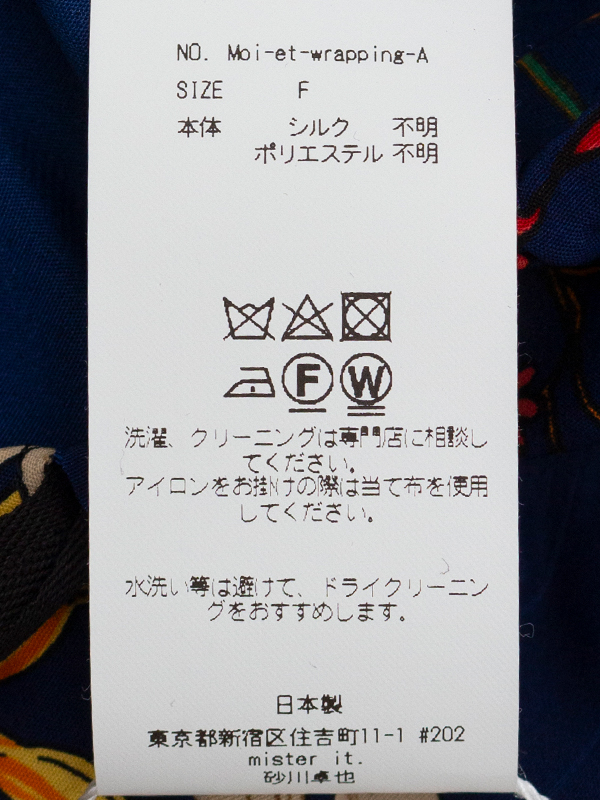 NO. Moi-et-wrapping-A
SIZE F
本体 シルク 不明
ポリエステル 不明
F W
洗濯、クリーニングは専門店に相談し
てください。
アイロンをお掛けの際は当て布を使用
してください。
水洗い等は避けて、ドライクリーニン
グをおすすめします。
日本製
東京都新宿区住吉町11-1 #202
mister it.
砂川卓也